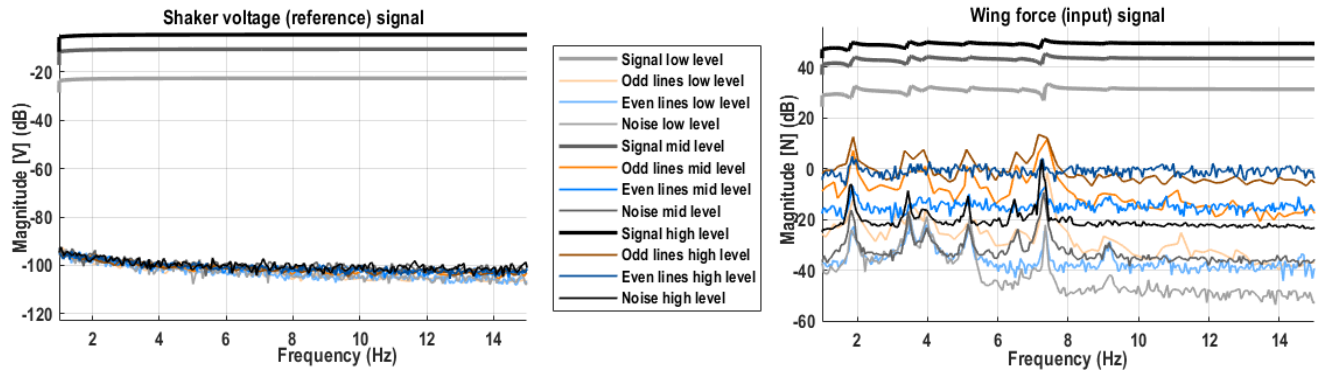 Shaker voltage (reference) signal
Magnitude [V] (dB)
-20
-40
-60
-80
-100
-120
2
4
6
8
10
12
14
Frequency (Hz)
Signal low level
Odd lines low level
Even lines low level
Noise low level
Signal mid level
Odd lines mid level
Even lines mid level
Noise mid level
Signal high level
Odd lines high level
Even lines high level
Noise high level
Wing force (input) signal
Magnitude [N] (dB)
40
20
0
-20
-40
-60
2
4
6
8
10
12
14
Frequency (Hz)